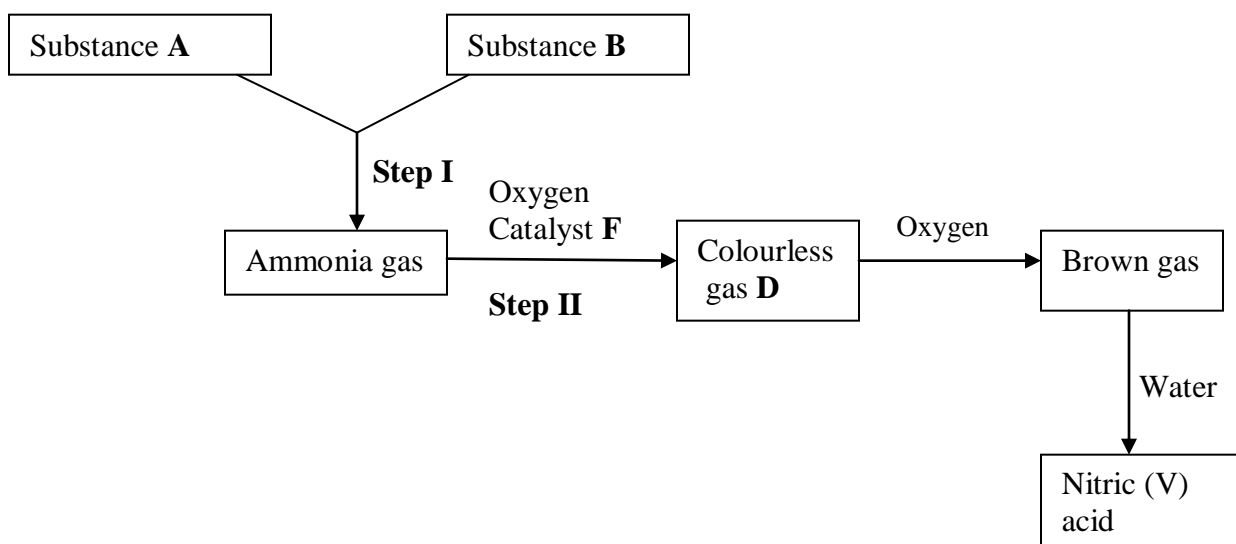 Substance A
Substance B
Step I
Oxygen
Catalyst F
Ammonia gas
Step II
Colourless
gas D
Oxygen
Brown gas
Water
Nitric (V)
acid